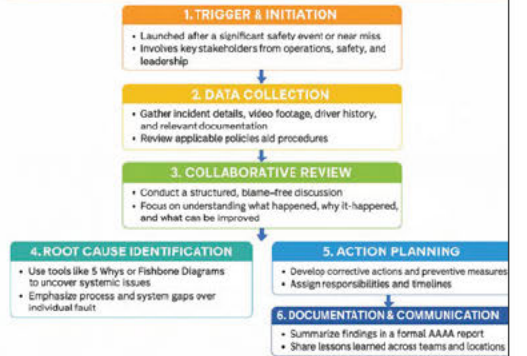 1. TRIGGER & INITIATION
• Launched after a significant safety event or near miss
• Involves key stakeholders from operations, safety, and
leadership
2. DATA COLLECTION
• Gather incident details, video footage, driver history,
and relevant documentation
• Review applicable policies aid procedures
3. COLLABORATIVE REVIEW
• Conduct a structured, blame-free discussion
• Focus on understanding what happened, why it-happened,
and what can be improved
4. ROOT CAUSE IDENTIFICATION
• Use tools like 5 Whys or Fishbone Diagrams
to uncover systemic issues
• Emphasize process and system gaps over
individual fault
5. ACTION PLANNING
• Develop corrective actions and preventive measures
• Assign responsibilities and timelines
6. DOCUMENTATION & COMMUNICATION
• Summarize findings in a formal AAAA report
• Share lessons learned across teams and locations